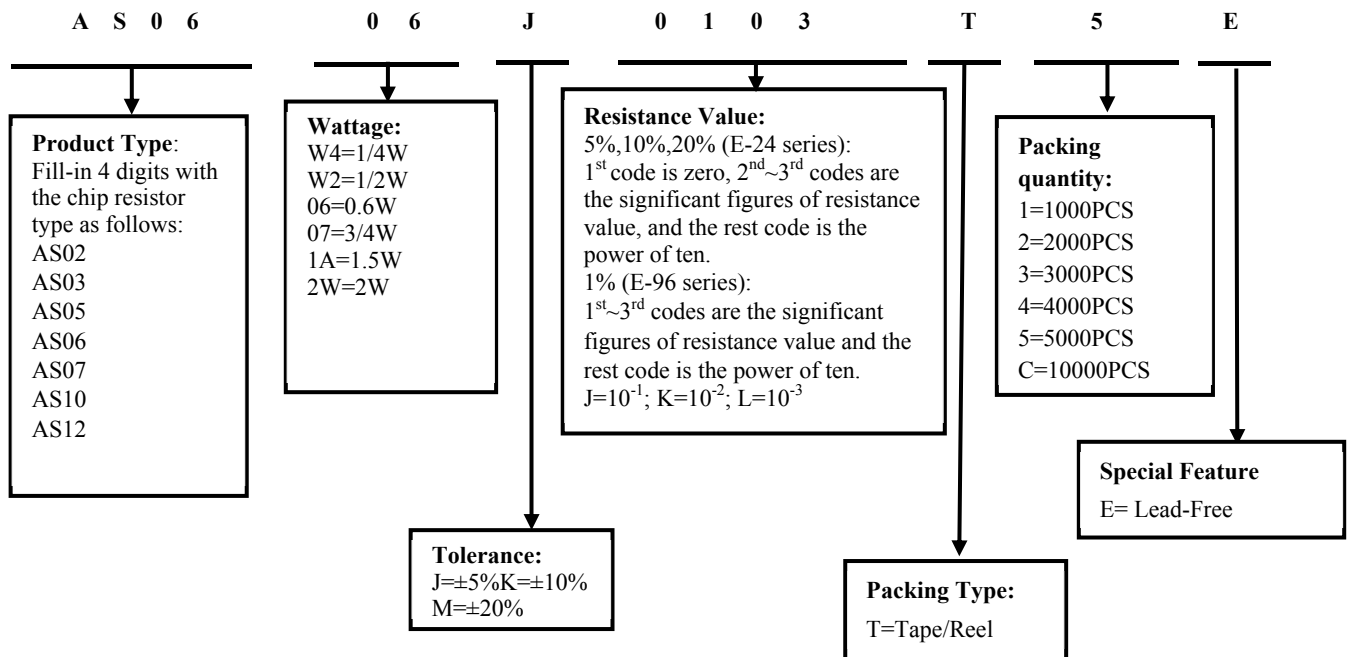 A S 0 6 0 6 J 0 1 0 3 T 5 E
Product Type:
Fill-in 4 digits with
the chip resistor
type as follows:
AS02
AS03
AS05
AS06
AS07
AS10
AS12
Wattage:
W4=1/4W
W2=1/2W
06=0.6W
07=3/4W
1A=1.5W
2W=2W
Tolerance:
J=±5%K=±10%
M=±20%
Resistance Value:
5%,10%,20% (E-24 series):
1st code is zero, 2nd~3rd codes are
the significant figures of resistance
value, and the rest code is the
power of ten.
1% (E-96 series):
1st~3rd codes are the significant
figures of resistance value and the
rest code is the power of ten.
J=10-1; K=10-2; L=10-3
Packing Type:
T=Tape/Reel
Packing
quantity:
1=1000PCS
2=2000PCS
3=3000PCS
4=4000PCS
5=5000PCS
C=10000PCS
Special Feature
E= Lead-Free